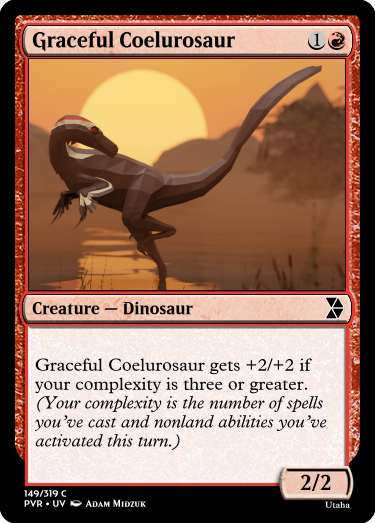 Graceful Coelurosaur 1
Creature — Dinosaur
Graceful Coelurosaur gets +2/+2 if
your complexity is three or greater.
(Your complexity is the number of spells
you’ve cast and nonland abilities you’ve
activated this turn.)
2/2
149/319 C
PVR • UV Adam Midzuk
Utaha